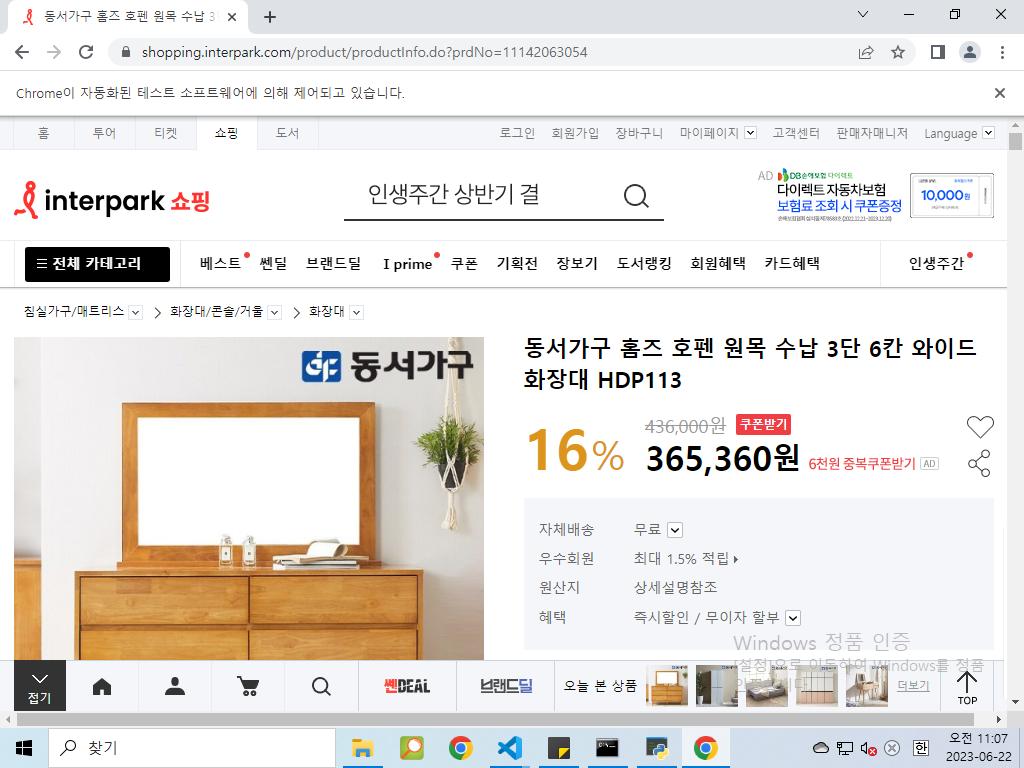 동서가구 홈즈 호펜 원목 수납 3
shopping.interpark.com/product/productInfo.do?prdNo=11142063054
Chrome이 자동화된 테스트 소프트웨어에 의해 제어되고 있습니다.
홈 투어 티켓 쇼핑 도서 로그인 회원가입 장바구니 마이페이지 고객센터 판매자매니저 Language
interpark 쇼핑
인생주간 상반기 결
AD DB손해보험 다이렉트
다이렉트 자동차보험
보험료 조회 시 쿠폰증정
10,000원
전체 카테고리 베스트 쎈딜 브랜드딜 I prime 쿠폰 기획전 장보기 도서랭킹 회원혜택 카드혜택 인생주간
침실가구/매트리스 화장대/콘솔/거울 화장대
동서가구
동서가구 홈즈 호펜 원목 수납 3단 6칸 와이드
화장대 HDP113
16% 436,000원 쿠폰받기
365,360원 6천원 중복쿠폰받기 AD
자체배송 무료
우수회원 최대 1.5% 적립
원산지 상세설명참조
혜택 즉시할인 / 무이자 할부
Windows 정품 인증
[설정]으로 이동하여 Windows를 정품
접기 쎈DEAL 브랜드딜 오늘 본 상품 더보기 TOP
찾기
한
오전 11:07
2023-06-22